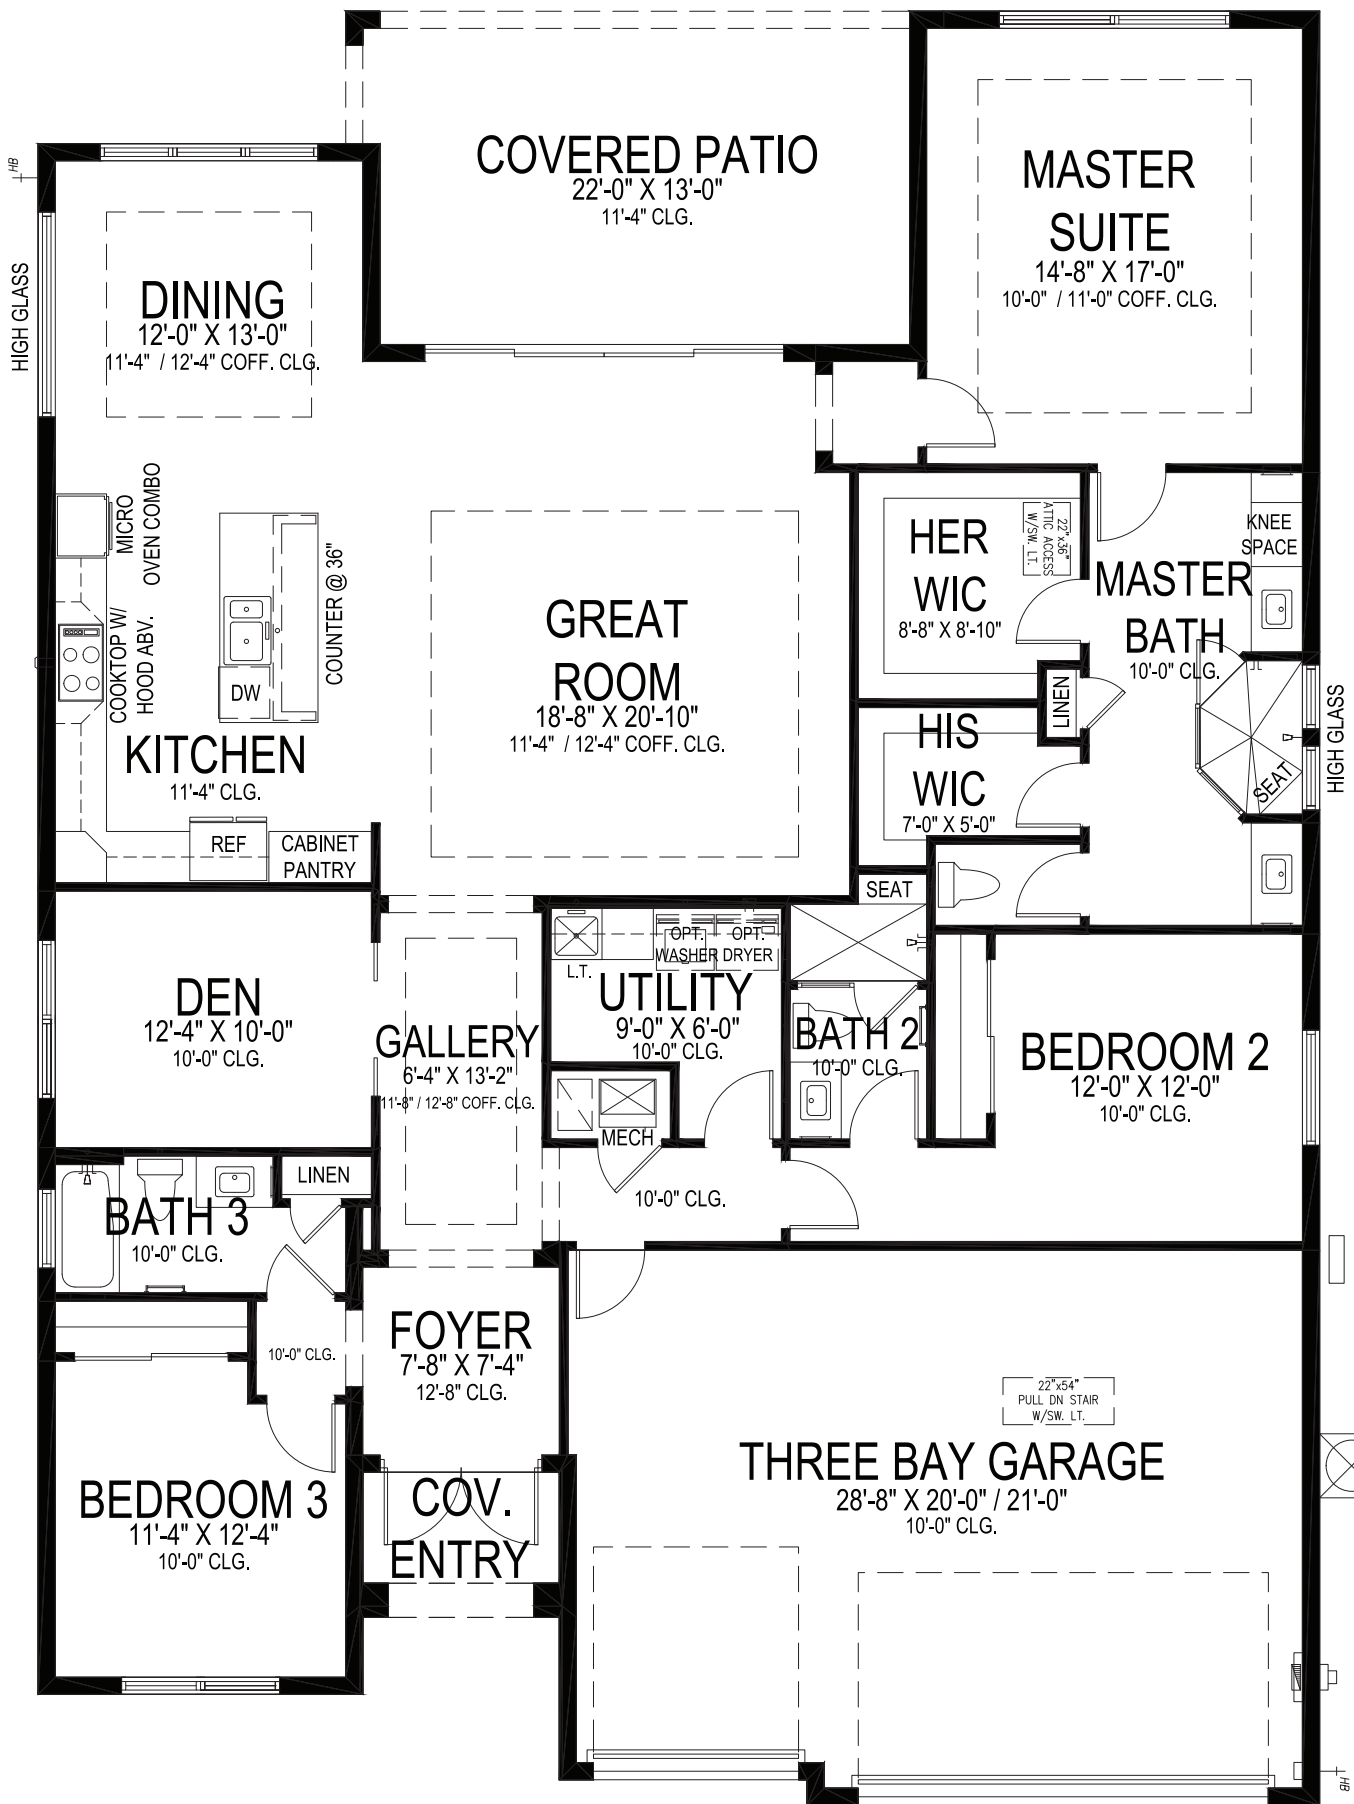 COVERED PATIO
22'-0" X 13'-0"
11'-4" CLG.
MASTER
SUITE
14'-8" X 17'-0"
10'-0" / 11'-0" COFF. CLG.
HB
HIGH GLASS
DINING
12'-0" X 13'-0"
11'-4" / 12'-4" COFF. CLG.
MICRO
OVEN COMBO
COOKTOP W/
HOOD ABV.
DW
COUNTER @ 36"
KITCHEN
11'-4" CLG.
REF
CABINET
PANTRY
GREAT
ROOM
18'-8" X 20'-10"
11'-4" / 12'-4" COFF. CLG.
HER
WIC
8'-8" X 8'-10"
22"x36"
ATTIC ACCESS
W/SW. LT.
KNEE
SPACE
MASTER
BATH
10'-0" CLG.
LINEN
HIS
WIC
7'-0" X 5'-0"
SEAT
HIGH GLASS
SEAT
DEN
12'-4" X 10'-0"
10'-0" CLG.
GALLERY
6'-4" X 13'-2"
11'-8" / 12'-8" COFF. CLG.
L.T.
OPT.
WASHER
OPT.
DRYER
UTILITY
9'-0" X 6'-0"
10'-0" CLG.
MECH
10'-0" CLG.
BATH 2
10'-0" CLG.
BEDROOM 2
12'-0" X 12'-0"
10'-0" CLG.
LINEN
BATH 3
10'-0" CLG.
10'-0" CLG.
FOYER
7'-8" X 7'-4"
12'-8" CLG.
BEDROOM 3
11'-4" X 12'-4"
10'-0" CLG.
COV.
ENTRY
22"x54"
PULL DN STAIR
W/SW. LT.
THREE BAY GARAGE
28'-8" X 20'-0" / 21'-0"
10'-0" CLG.
HB